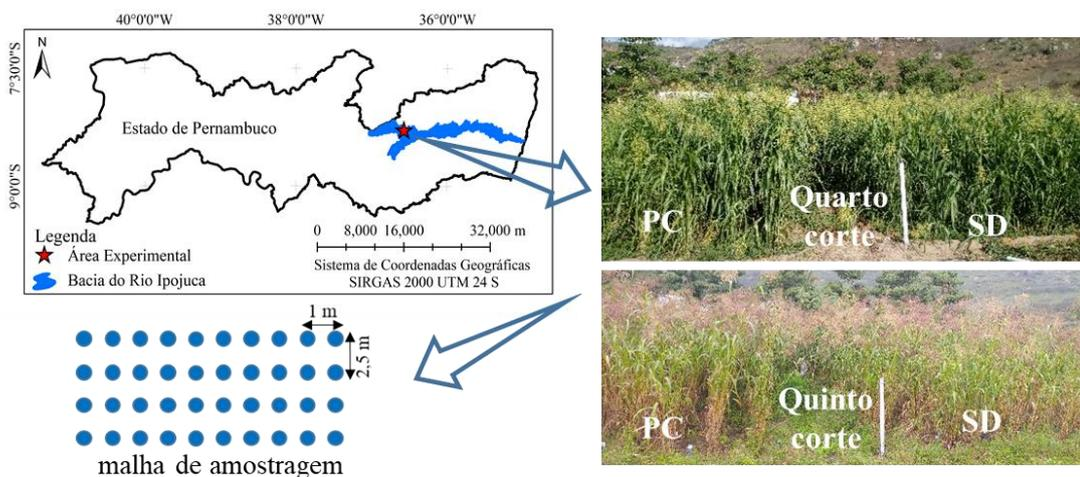 40°0'0"W 38°0'0"W 36°0'0"W
N
7°30'0"S
9°0'0"S
Estado de Pernambuco
Legenda
Área Experimental
Bacia do Rio Ipojuca
0 8,000 16,000 32,000 m
Sistema de Coordenadas Geográficas
SIRGAS 2000 UTM 24 S
1 m
2,5 m
malha de amostragem
PC
Quarto
corte
SD
PC
Quinto
corte
SD